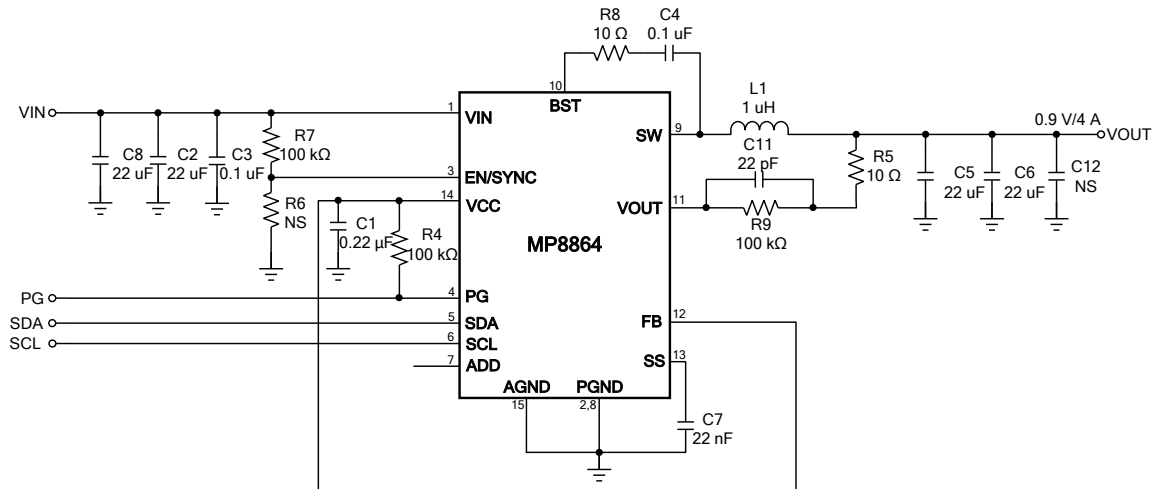 R8
10 Ω
C4
0.1 uF
10
BST
L1
1 uH
VIN
1
VIN
SW
9
0.9 V/4 A
VOUT
C8
22 uF
C2
22 uF
C3
0.1 uF
R7
100 kΩ
C11
22 pF
R5
10 Ω
C5
22 uF
C6
22 uF
C12
NS
3
EN/SYNC
R6
NS
14
VCC
VOUT
11
R9
100 kΩ
C1
0.22 µF
R4
100 kΩ
MP8864
PG
4
PG
SDA
5
SDA
FB
12
SCL
6
SCL
7
ADD
SS
13
AGND
PGND
15
2,8
C7
22 nF